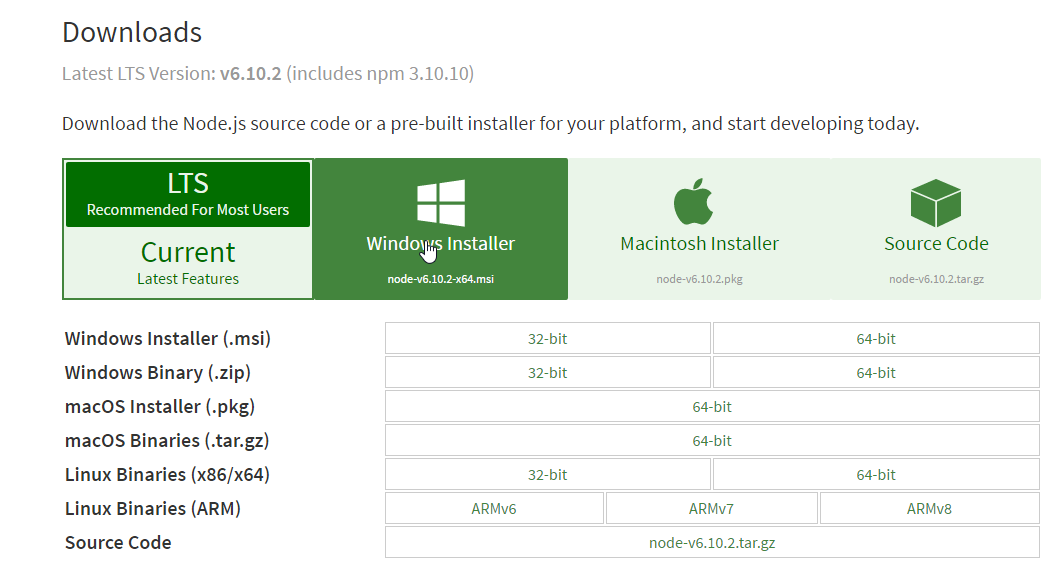 Downloads
Latest LTS Version: v6.10.2 (includes npm 3.10.10)
Download the Node.js source code or a pre-built installer for your platform, and start developing today.
LTS
Recommended For Most Users
Current
Latest Features
Windows Installer
node-v6.10.2-x64.msi
Macintosh Installer
node-v6.10.2.pkg
Source Code
node-v6.10.2.tar.gz
Windows Installer (.msi) 32-bit 64-bit
Windows Binary (.zip) 32-bit 64-bit
macOS Installer (.pkg) 64-bit
macOS Binaries (.tar.gz) 64-bit
Linux Binaries (x86/x64) 32-bit 64-bit
Linux Binaries (ARM) ARMv6 ARMv7 ARMv8
Source Code node-v6.10.2.tar.gz